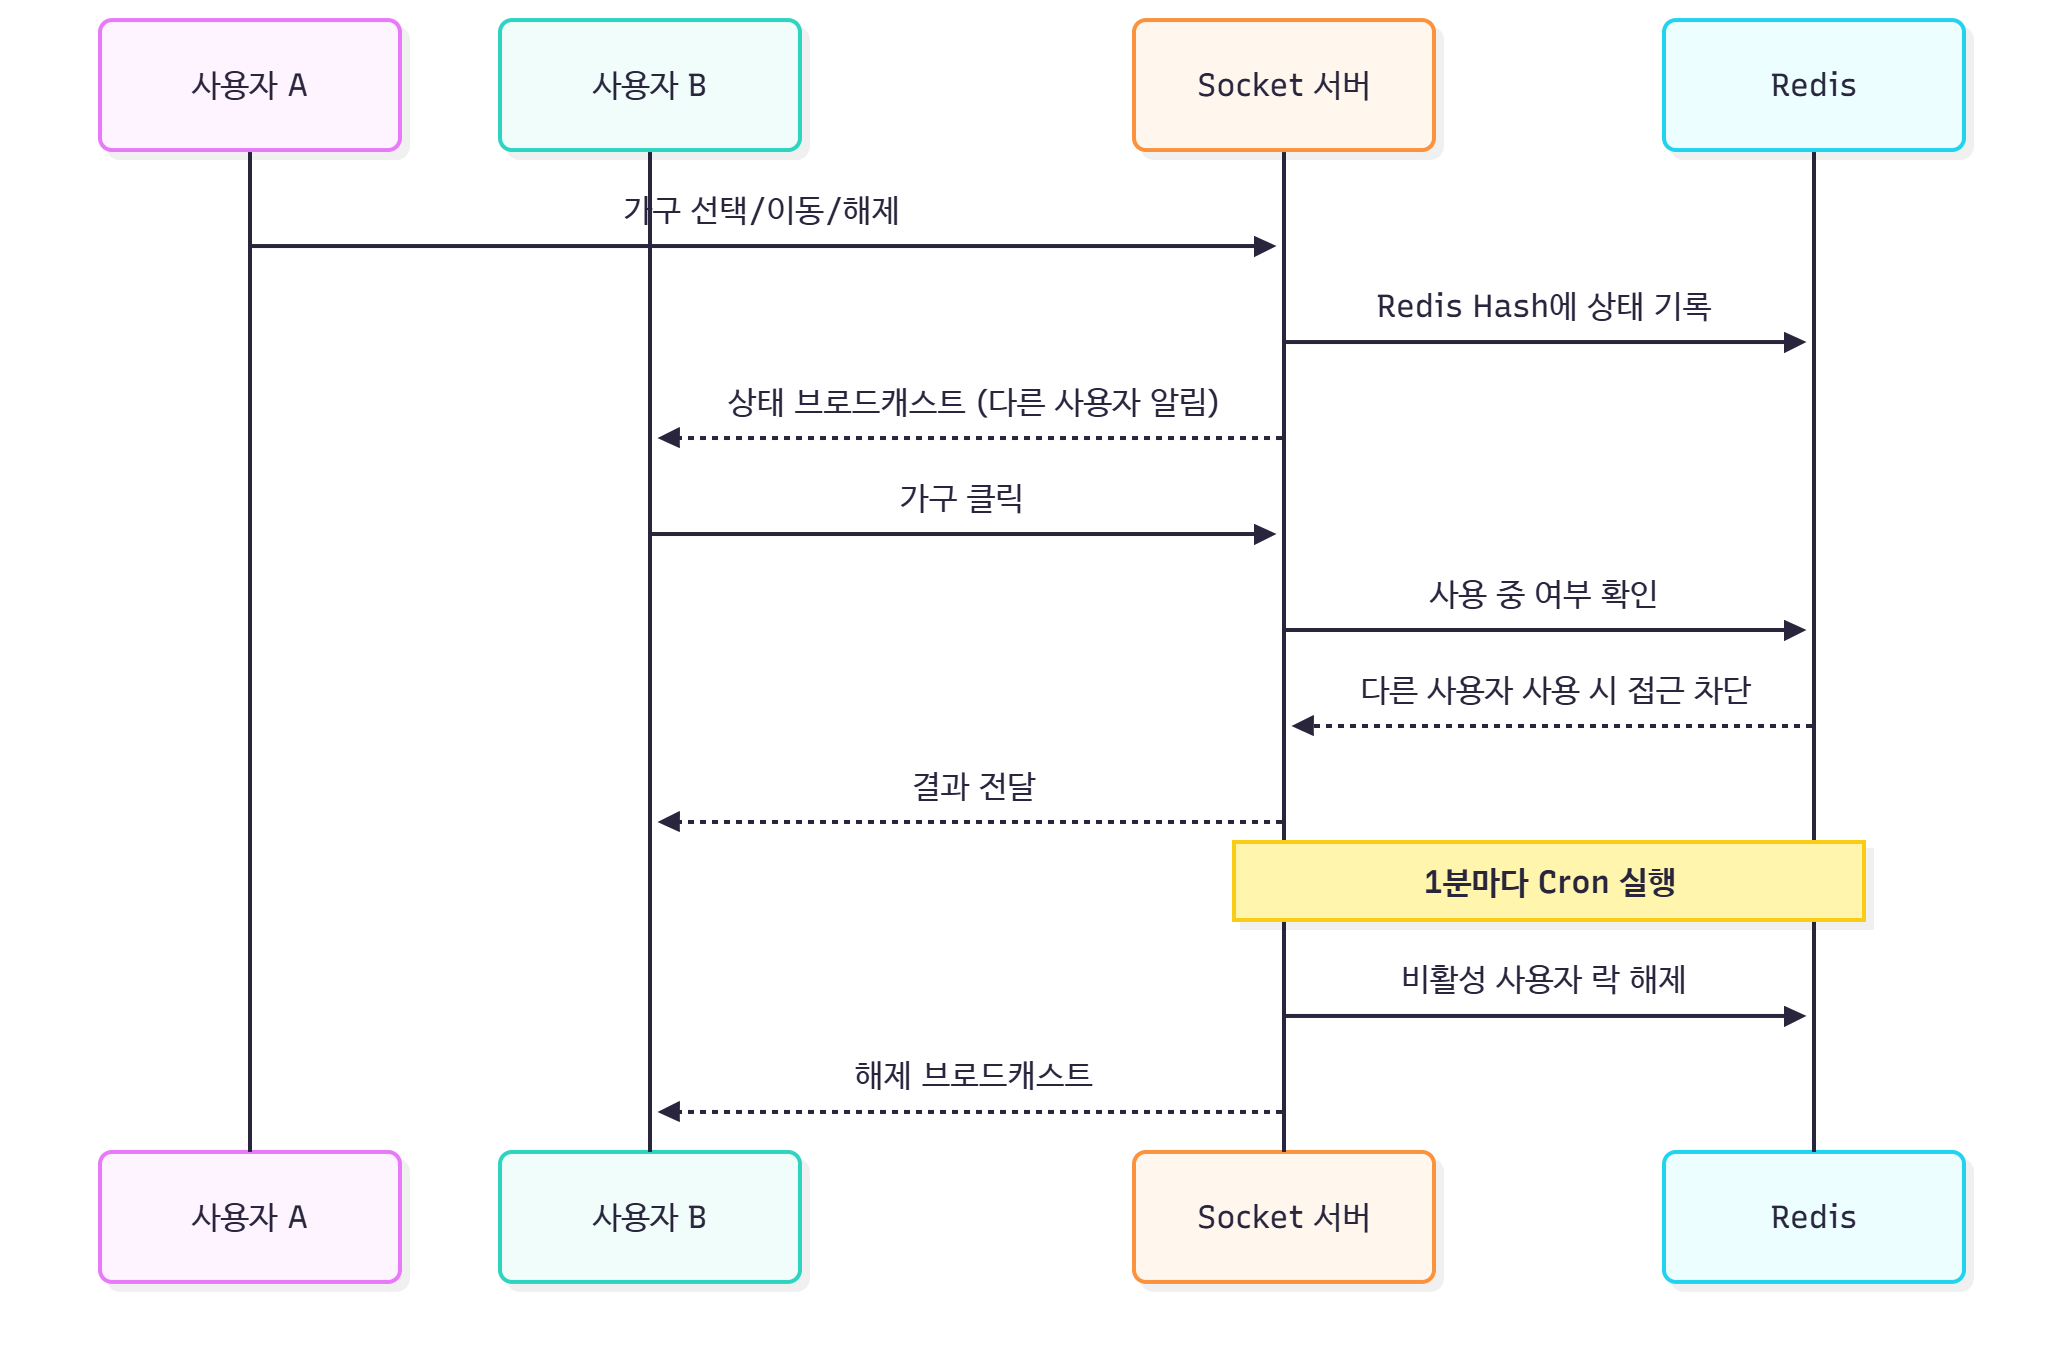 사용자 A
사용자 B
Socket 서버
Redis
가구 선택/이동/해제
Redis Hash에 상태 기록
상태 브로드캐스트 (다른 사용자 알림)
가구 클릭
사용 중 여부 확인
다른 사용자 사용 시 접근 차단
결과 전달
1분마다 Cron 실행
비활성 사용자 락 해제
해제 브로드캐스트
사용자 A
사용자 B
Socket 서버
Redis